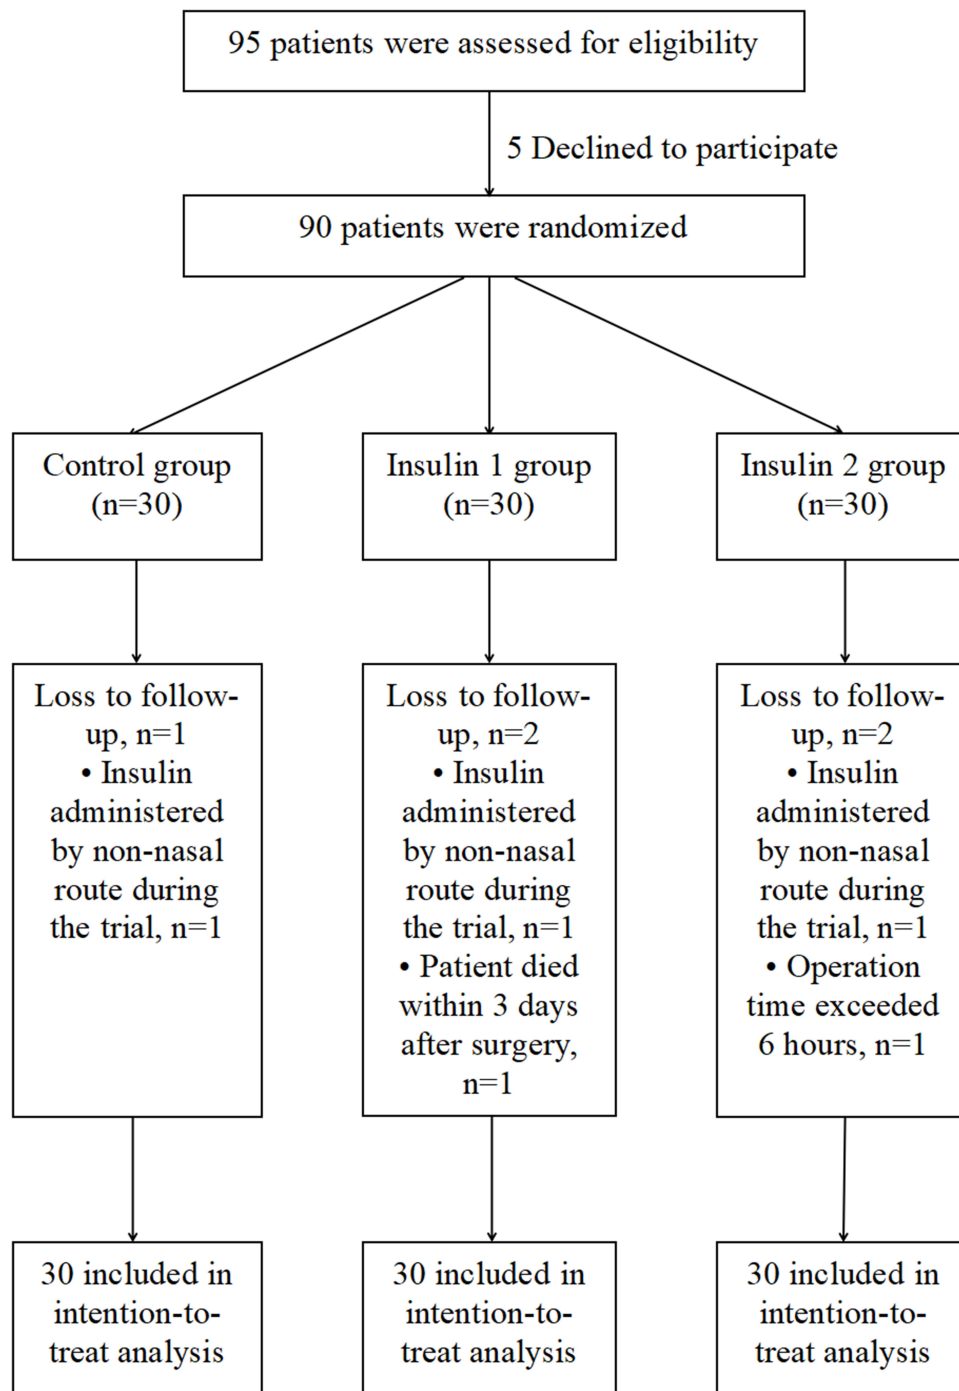 95 patients were assessed for eligibility
5 Declined to participate
90 patients were randomized
Control group
(n=30)
Insulin 1 group
(n=30)
Insulin 2 group
(n=30)
Loss to follow-
up, n=1
• Insulin
administered
by non-nasal
route during
the trial, n=1
Loss to follow-
up, n=2
• Insulin
administered
by non-nasal
route during
the trial, n=1
• Patient died
within 3 days
after surgery,
n=1
Loss to follow-
up, n=2
• Insulin
administered
by non-nasal
route during
the trial, n=1
• Operation
time exceeded
6 hours, n=1
30 included in
intention-to-
treat analysis
30 included in
intention-to-
treat analysis
30 included in
intention-to-
treat analysis